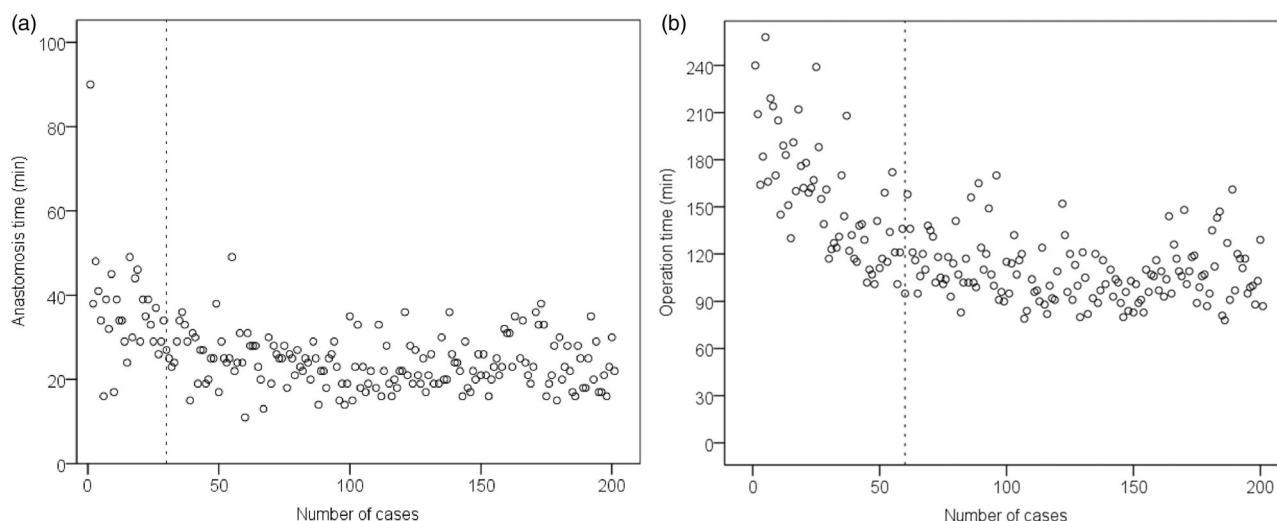 (a)
100
80
60
40
20
0
Anastomosis time (min)
0 50 100 150 200
Number of cases
(b)
240
210
180
150
120
90
60
30
0
Operation time (min)
0 50 100 150 200
Number of cases